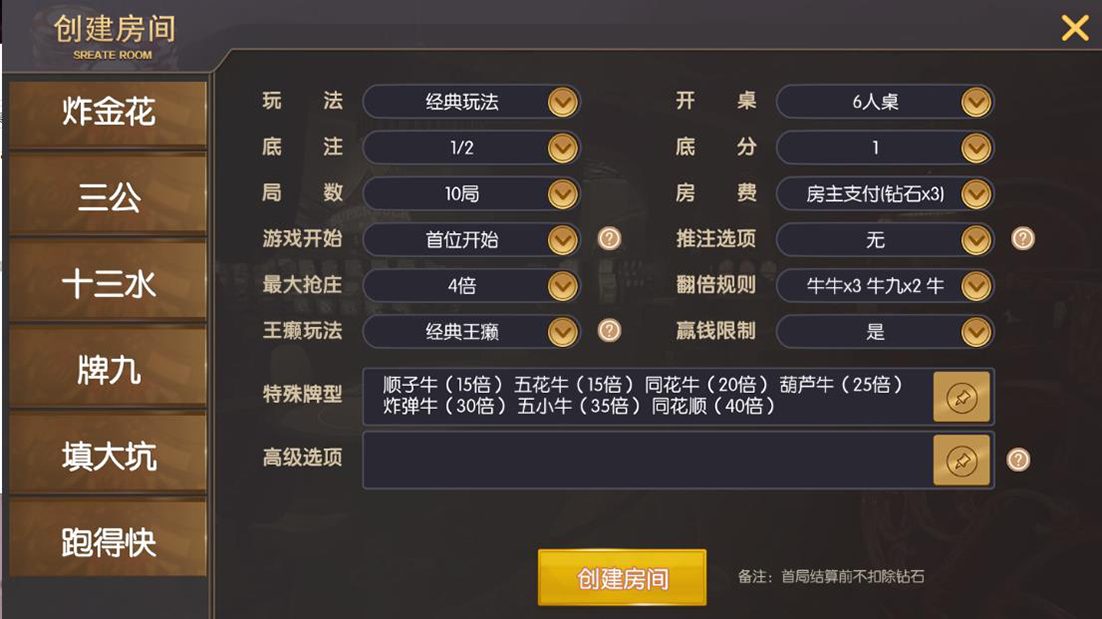 创建房间
SREATE ROOM
炸金花
三公
十三水
牌九
填大坑
跑得快
玩法 经典玩法 开桌 6人桌
底注 1/2 底分 1
局数 10局 房费 房主支付(钻石x3)
游戏开始 首位开始 ? 推注选项 无 ?
最大抢庄 4倍 翻倍规则 牛牛x3 牛九x2 牛
王癞玩法 经典王癞 ? 赢钱限制 是
特殊牌型 顺子牛（15倍）五花牛（15倍）同花牛（20倍）葫芦牛（25倍）
炸弹牛（30倍）五小牛（35倍）同花顺（40倍）
高级选项 ?
创建房间 备注：首局结算前不扣除钻石